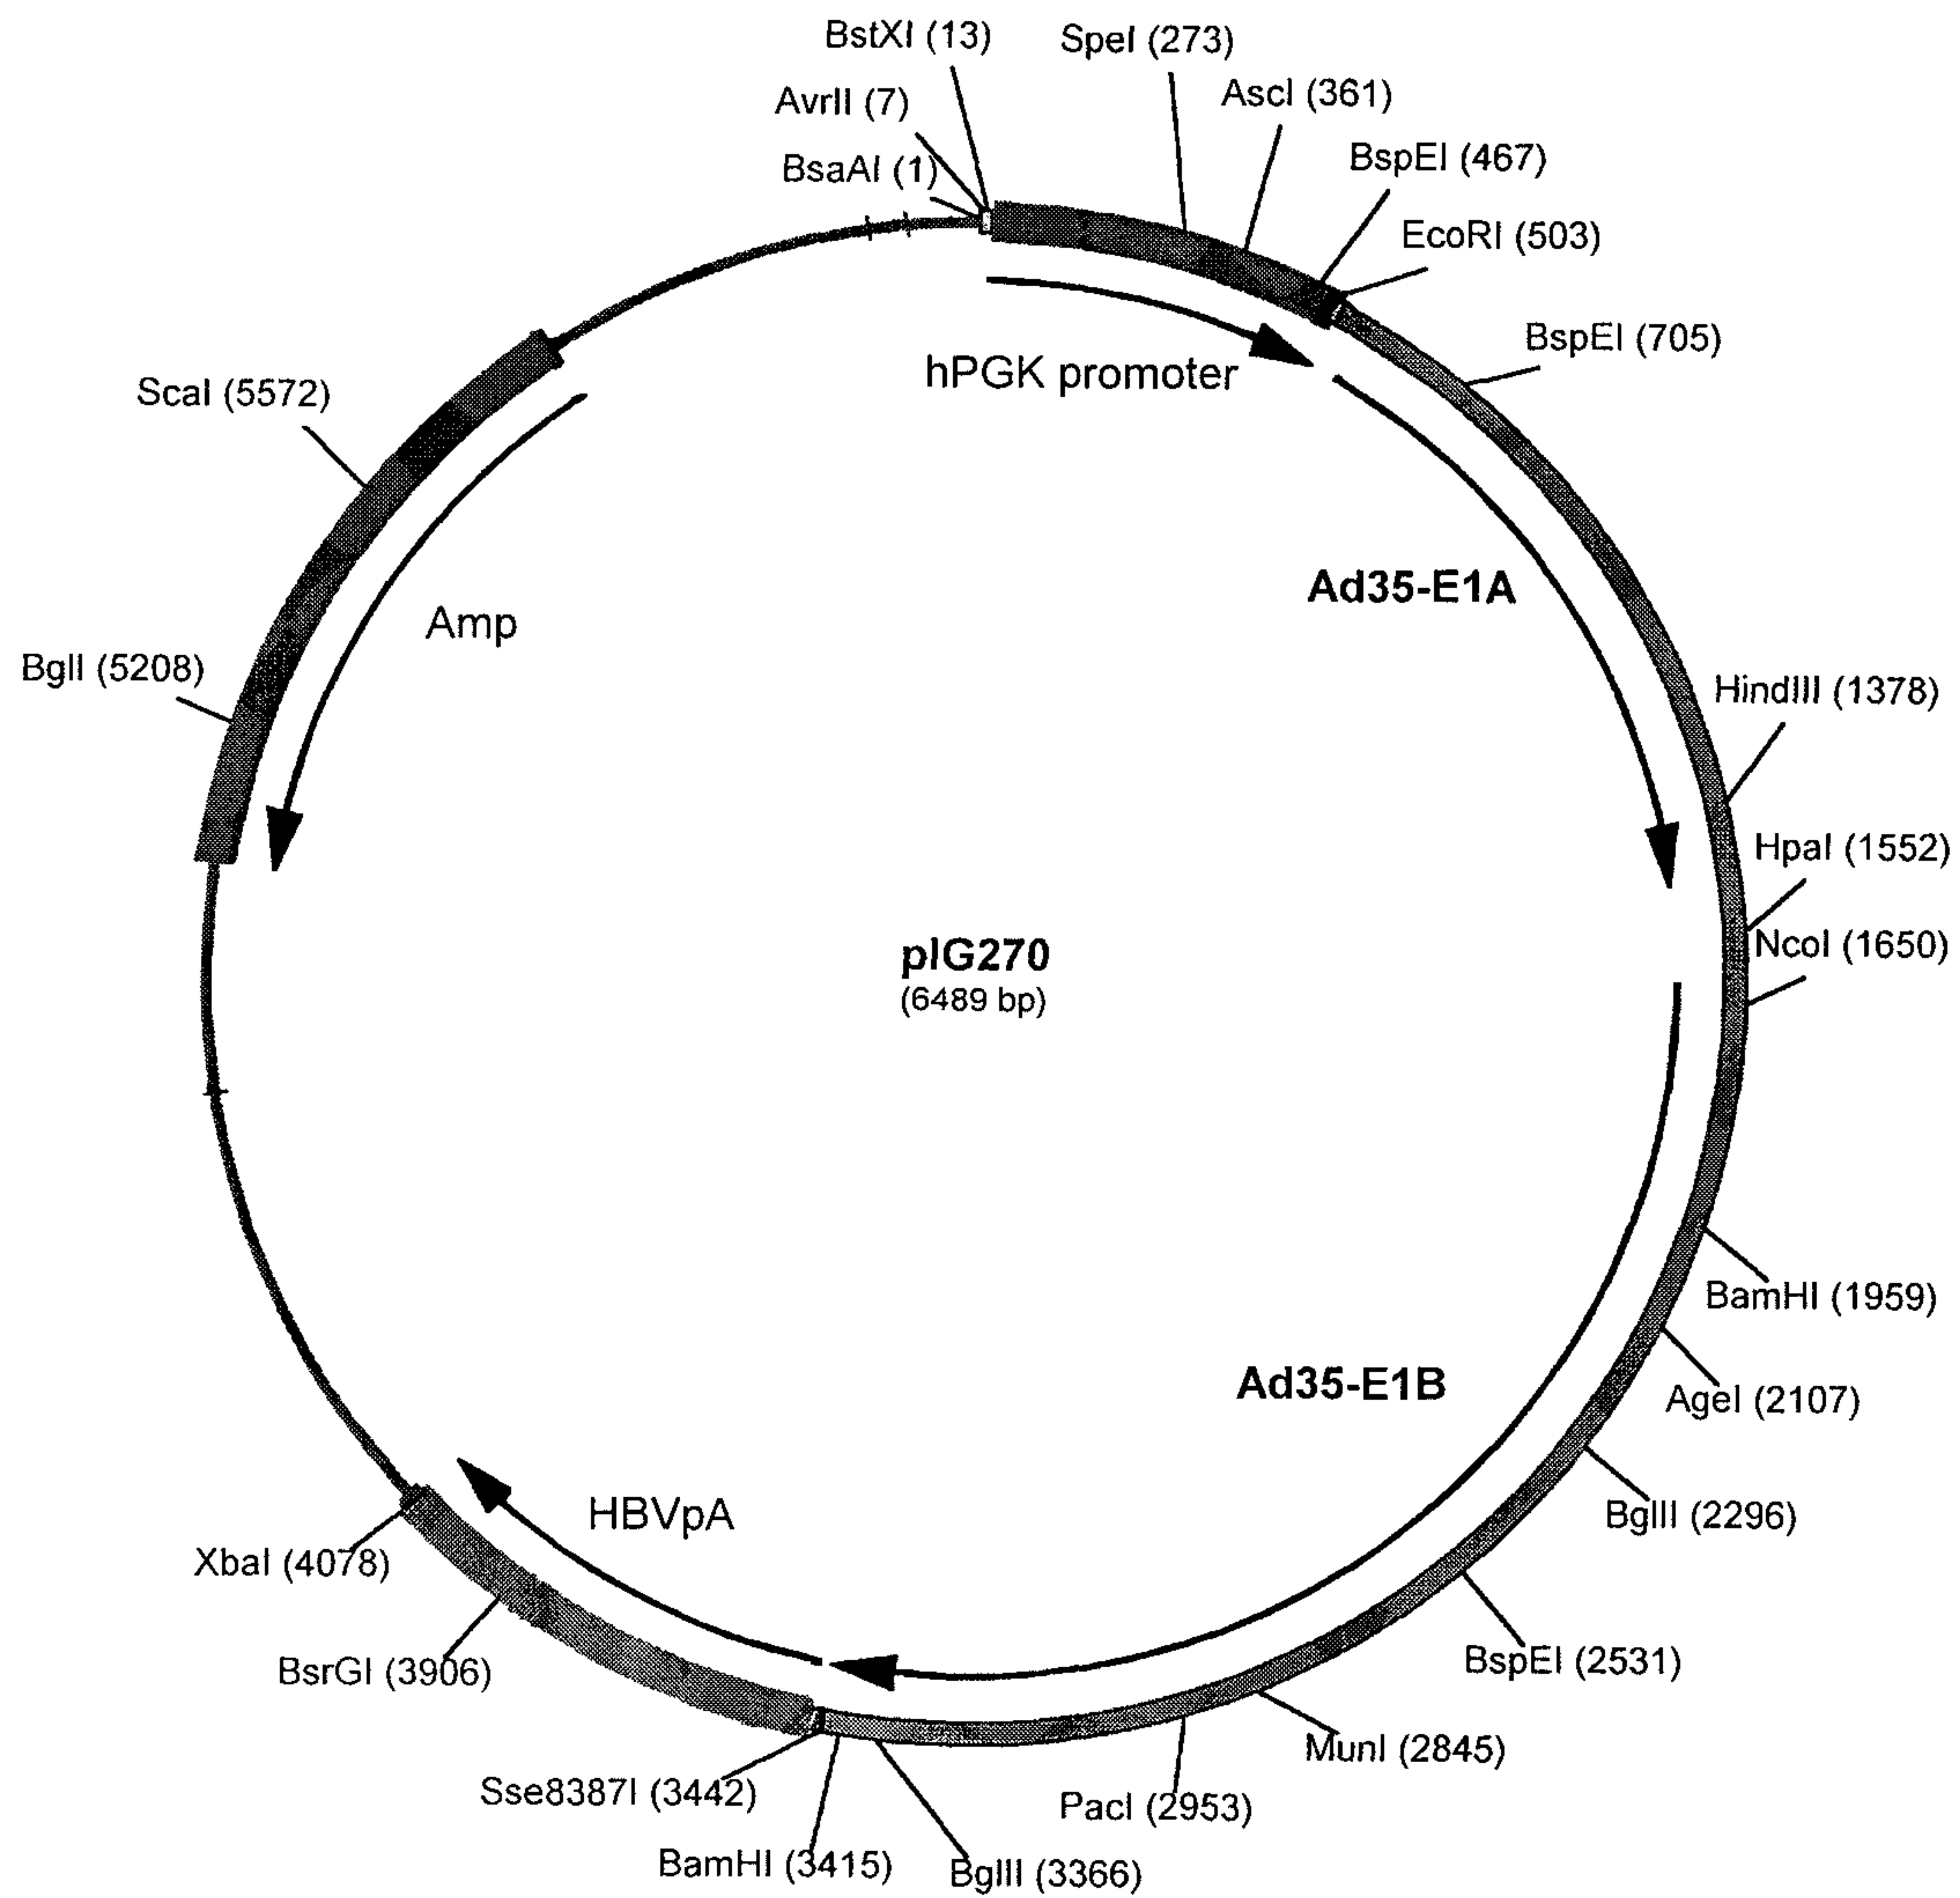 BstXI (13)
SpeI (273)
AvrII (7)
AscI (361)
BsaAI (1)
BspEI (467)
EcoRI (503)
BspEI (705)
hPGK promoter
ScaI (5572)
Ad35-E1A
Amp
BglI (5208)
HindIII (1378)
HpaI (1552)
NcoI (1650)
pIG270
(6489 bp)
BamHI (1959)
Ad35-E1B
AgeI (2107)
BglII (2296)
HBVpA
XbaI (4078)
BspEI (2531)
BsrGI (3906)
MunI (2845)
Sse8387I (3442)
PacI (2953)
BamHI (3415)
BglII (3366)